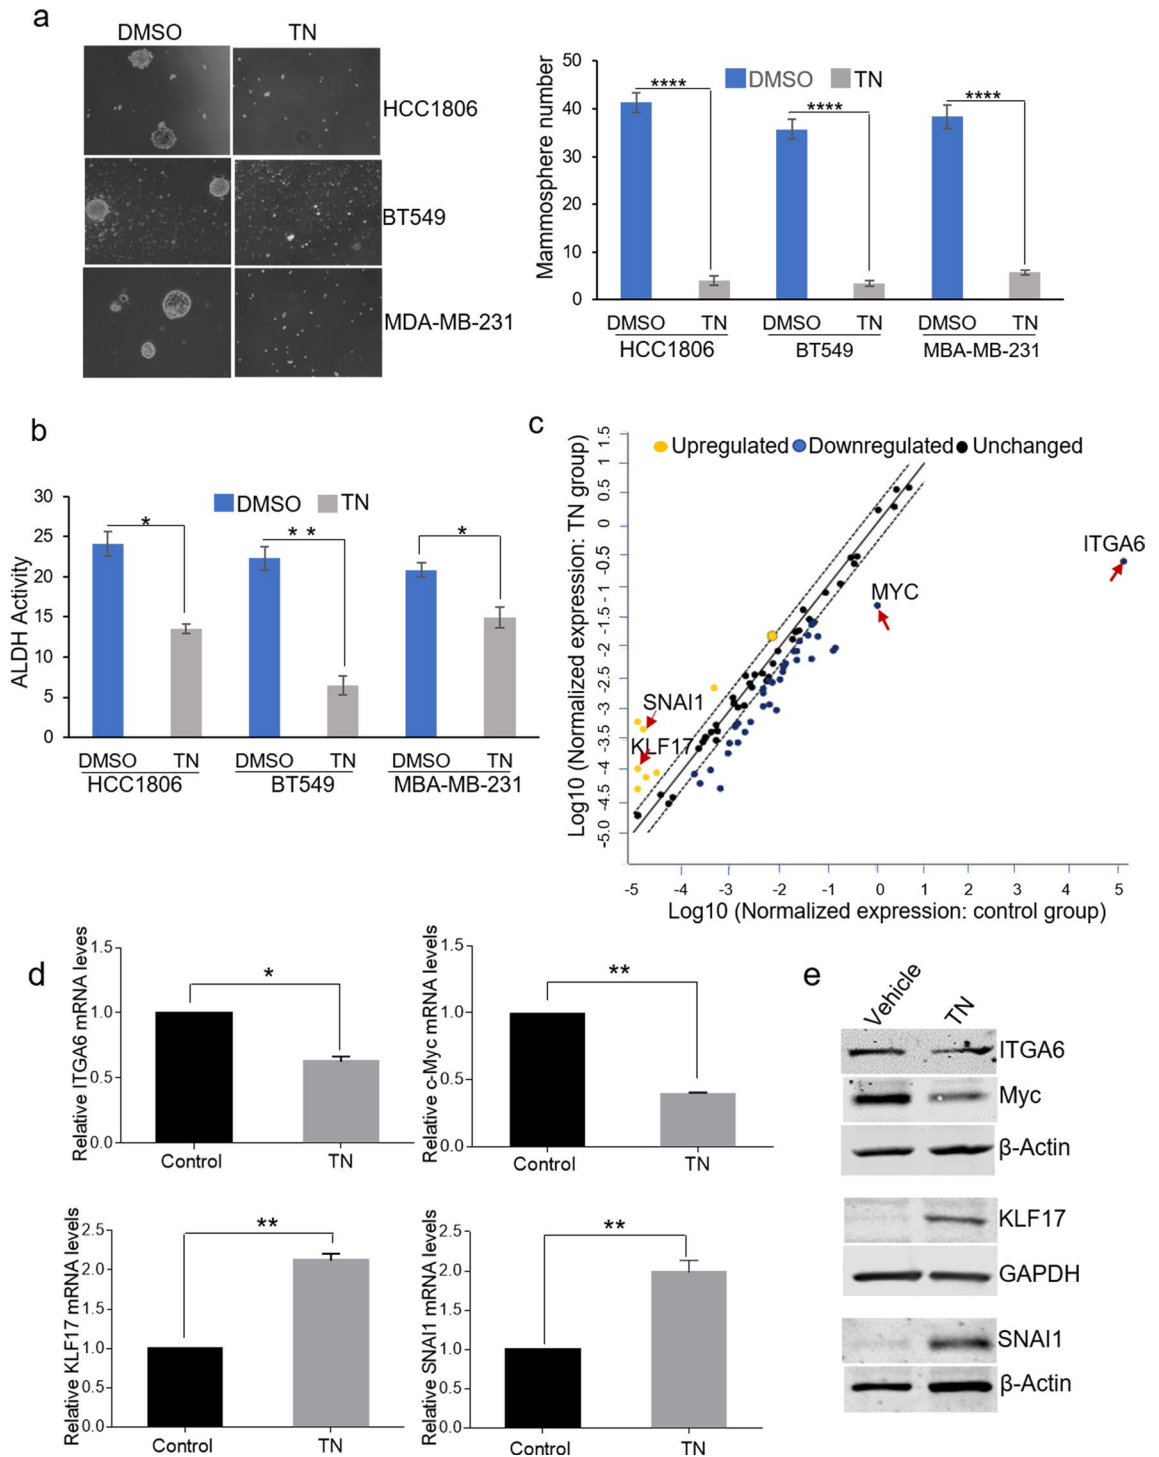 a
DMSO TN
HCC1806
BT549
MDA-MB-231
Mammosphere number
50
40
30
20
10
0
DMSO TN
****
****
****
DMSO TN DMSO TN DMSO TN
HCC1806 BT549 MBA-MB-231
b
ALDH Activity
30
25
20
15
10
5
0
DMSO TN
*
* *
*
DMSO TN DMSO TN DMSO TN
HCC1806 BT549 MBA-MB-231
c
Upregulated Downregulated Unchanged
Log10 (Normalized expression: TN group)
1.5
1
0.5
0
-0.5
-1
-1.5
-2
-2.5
-3
-3.5
-4
-4.5
-5.0
ITGA6
MYC
SNAI1
KLF17
-5 -4 -3 -2 -1 0 1 2 3 4 5
Log10 (Normalized expression: control group)
d
Relative ITGA6 mRNA leves
1.5
1.0
0.5
0.0
*
Control TN
Relative c-Myc mRNA levels
1.5
1.0
0.5
0.0
**
Control TN
Relative KLF17 mRNA levels
2.5
2.0
1.5
1.0
0.5
0.0
**
Control TN
Relative SNAI1 mRNA levels
2.5
2.0
1.5
1.0
0.5
0.0
**
Control TN
e
Vehicle TN
ITGA6
Myc
β-Actin
KLF17
GAPDH
SNAI1
β-Actin